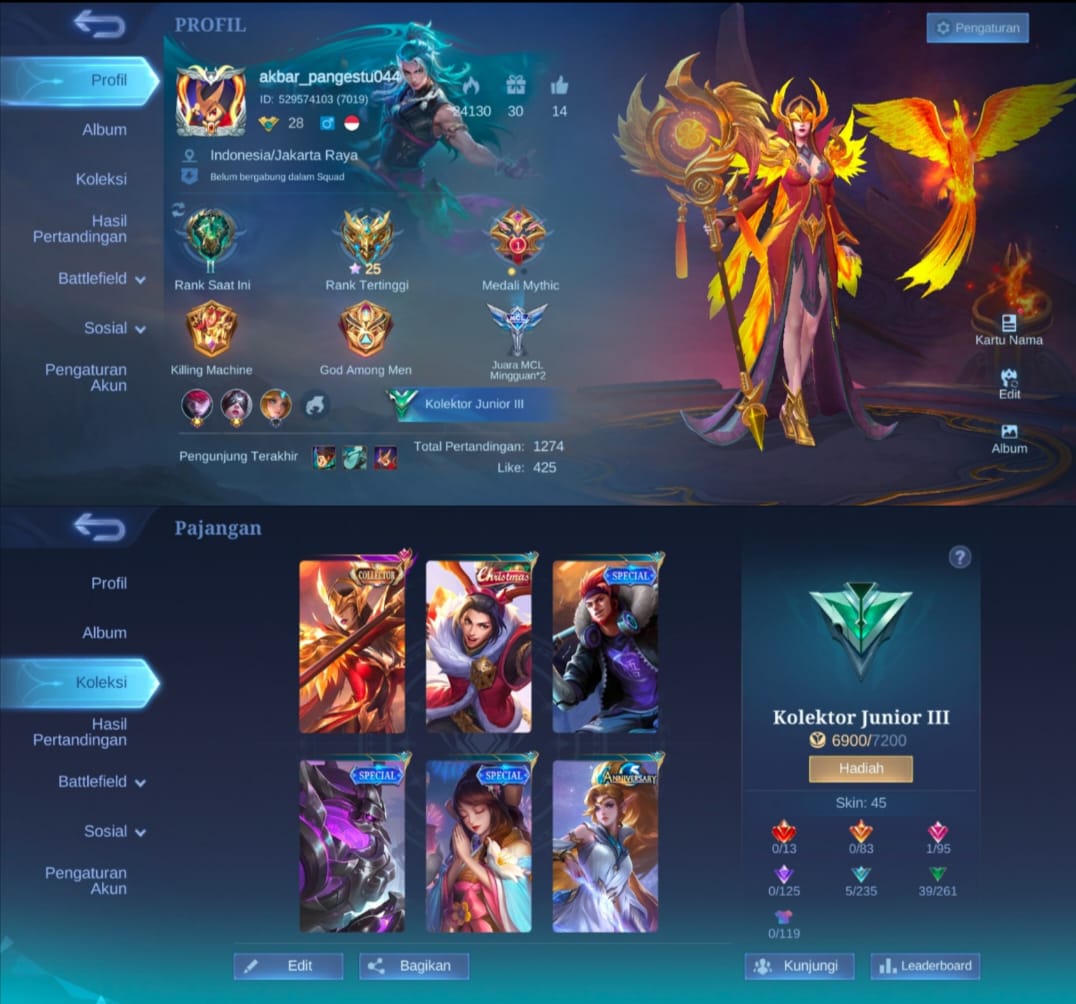 PROFIL
Pengaturan
Profil
Album
Koleksi
Hasil
Pertandingan
Battlefield
Sosial
Pengaturan
Akun
akbar_pangestu044
ID: 529574103 (7019)
28
24130
30
14
Indonesia/Jakarta Raya
Belum bergabung dalam Squad
II
Rank Saat Ini
25
Rank Tertinggi
1
Medali Mythic
Killing Machine
God Among Men
MCL
Juara MCL
Mingguan*2
Kolektor Junior III
Pengunjung Terakhir
Total Pertandingan: 1274
Like: 425
Kartu Nama
Edit
Album
Pajangan
Profil
Album
Koleksi
Hasil
Pertandingan
Battlefield
Sosial
Pengaturan
Akun
COLLECTOR
Christmas
SPECIAL
SPECIAL
SPECIAL
ANNIVERSARY
?
Kolektor Junior III
6900/7200
Hadiah
Skin: 45
0/13
0/83
1/95
0/125
5/235
39/261
0/119
Edit
Bagikan
Kunjungi
Leaderboard